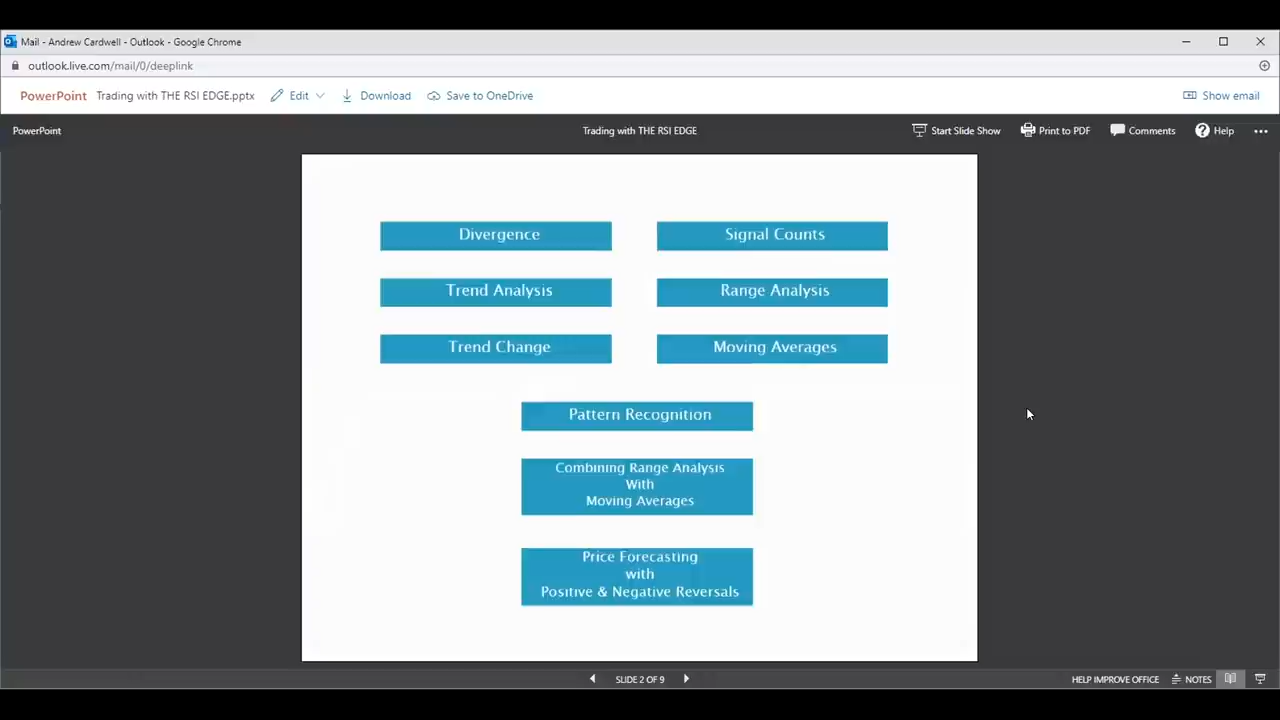 Mail - Andrew Cardwell - Outlook - Google Chrome
outlook.live.com/mail/0/deeplink
PowerPoint Trading with THE RSI EDGE.pptx Edit Download Save to OneDrive Show email
PowerPoint Trading with THE RSI EDGE Start Slide Show Print to PDF Comments Help
Divergence Signal Counts
Trend Analysis Range Analysis
Trend Change Moving Averages
Pattern Recognition
Combining Range Analysis
With
Moving Averages
Price Forecasting
with
Positive & Negative Reversals
SLIDE 2 OF 9 HELP IMPROVE OFFICE NOTES